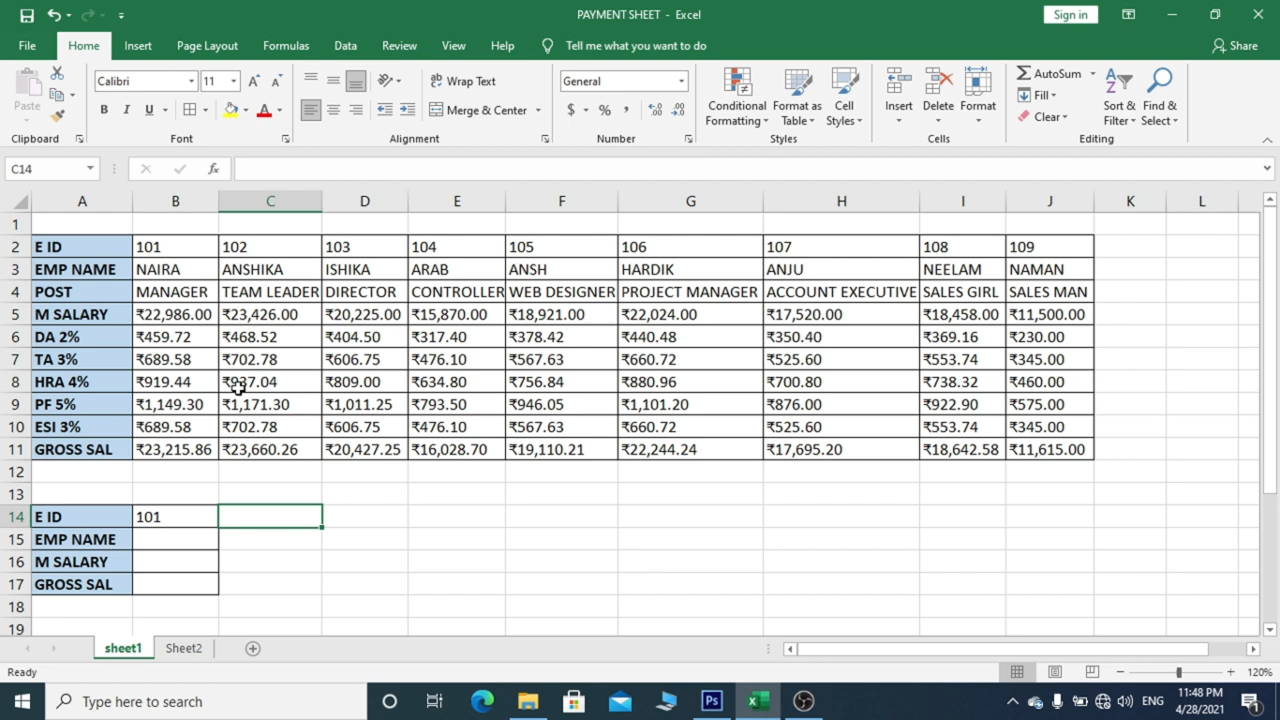 PAYMENT SHEET - Excel
Sign in
File Home Insert Page Layout Formulas Data Review View Help Tell me what you want to do Share
Paste
Calibri 11
Wrap Text
General
Conditional Formatting
Format as Table
Cell Styles
Insert Delete Format
AutoSum
Fill
Clear
Sort & Filter
Find & Select
B I U
Merge & Center
$ % ,
Clipboard Font Alignment Number Styles Cells Editing
C14 fx
A B C D E F G H I J K L
1
2 E ID 101 102 103 104 105 106 107 108 109
3 EMP NAME NAIRA ANSHIKA ISHIKA ARAB ANSH HARDIK ANJU NEELAM NAMAN
4 POST MANAGER TEAM LEADER DIRECTOR CONTROLLER WEB DESIGNER PROJECT MANAGER ACCOUNT EXECUTIVE SALES GIRL SALES MAN
5 M SALARY ₹22,986.00 ₹23,426.00 ₹20,225.00 ₹15,870.00 ₹18,921.00 ₹22,024.00 ₹17,520.00 ₹18,458.00 ₹11,500.00
6 DA 2% ₹459.72 ₹468.52 ₹404.50 ₹317.40 ₹378.42 ₹440.48 ₹350.40 ₹369.16 ₹230.00
7 TA 3% ₹689.58 ₹702.78 ₹606.75 ₹476.10 ₹567.63 ₹660.72 ₹525.60 ₹553.74 ₹345.00
8 HRA 4% ₹919.44 ₹937.04 ₹809.00 ₹634.80 ₹756.84 ₹880.96 ₹700.80 ₹738.32 ₹460.00
9 PF 5% ₹1,149.30 ₹1,171.30 ₹1,011.25 ₹793.50 ₹946.05 ₹1,101.20 ₹876.00 ₹922.90 ₹575.00
10 ESI 3% ₹689.58 ₹702.78 ₹606.75 ₹476.10 ₹567.63 ₹660.72 ₹525.60 ₹553.74 ₹345.00
11 GROSS SAL ₹23,215.86 ₹23,660.26 ₹20,427.25 ₹16,028.70 ₹19,110.21 ₹22,244.24 ₹17,695.20 ₹18,642.58 ₹11,615.00
12
13
14 E ID 101
15 EMP NAME
16 M SALARY
17 GROSS SAL
18
19
sheet1 Sheet2
Ready 120%
Type here to search
Ps
ENG
11:48 PM
4/28/2021
1